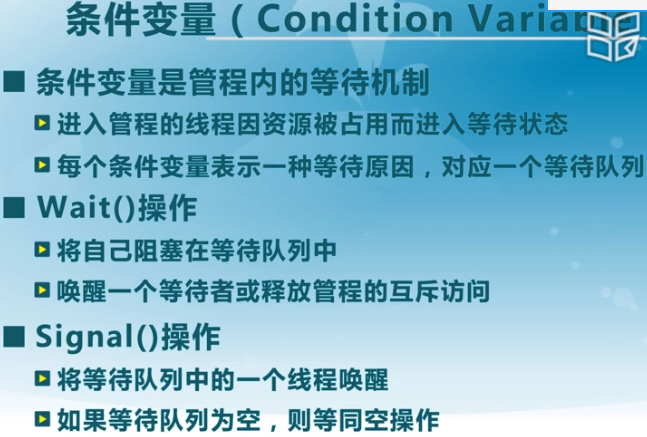 条件变量（Condition Variable
■ 条件变量是管程内的等待机制
进入管程的线程因资源被占用而进入等待状态
每个条件变量表示一种等待原因，对应一个等待队列
■ Wait()操作
将自己阻塞在等待队列中
唤醒一个等待者或释放管程的互斥访问
■ Signal()操作
将等待队列中的一个线程唤醒
如果等待队列为空，则等同空操作